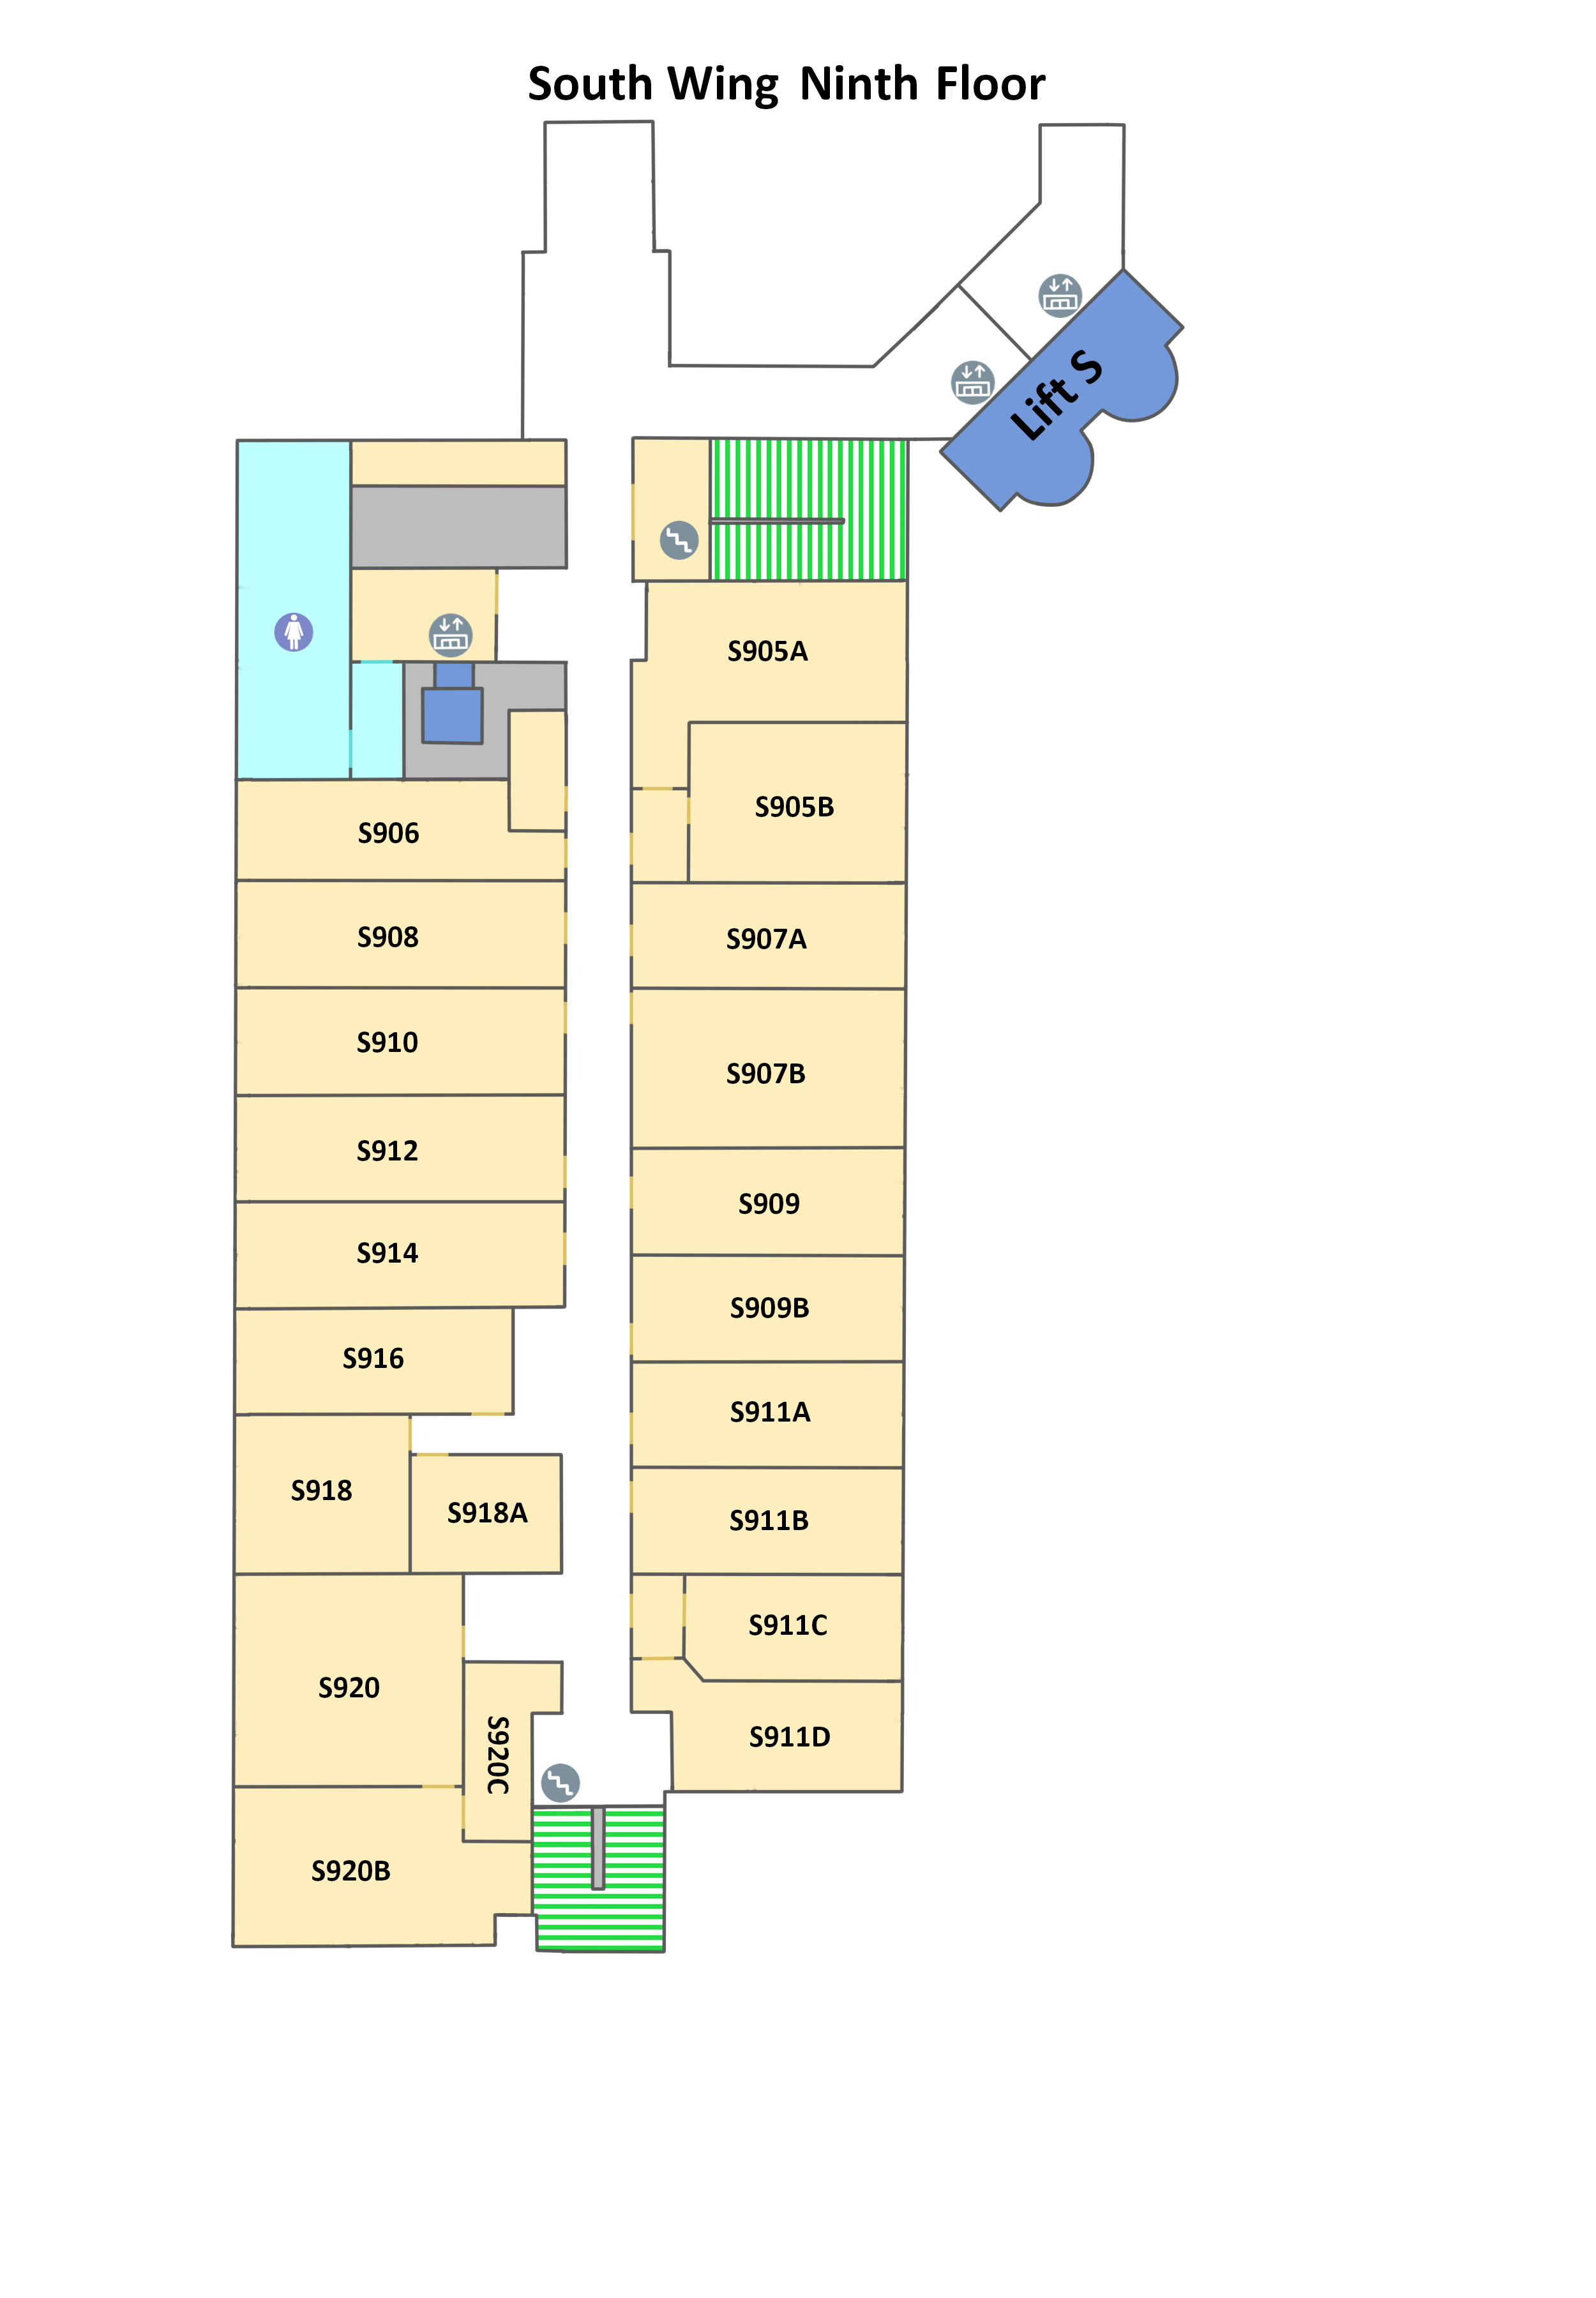 South Wing Ninth Floor
Lift S
S905A
S905B
S906
S908
S907A
S910
S907B
S912
S909
S914
S909B
S916
S911A
S918
S918A
S911B
S911C
S920
S920C
S911D
S920B